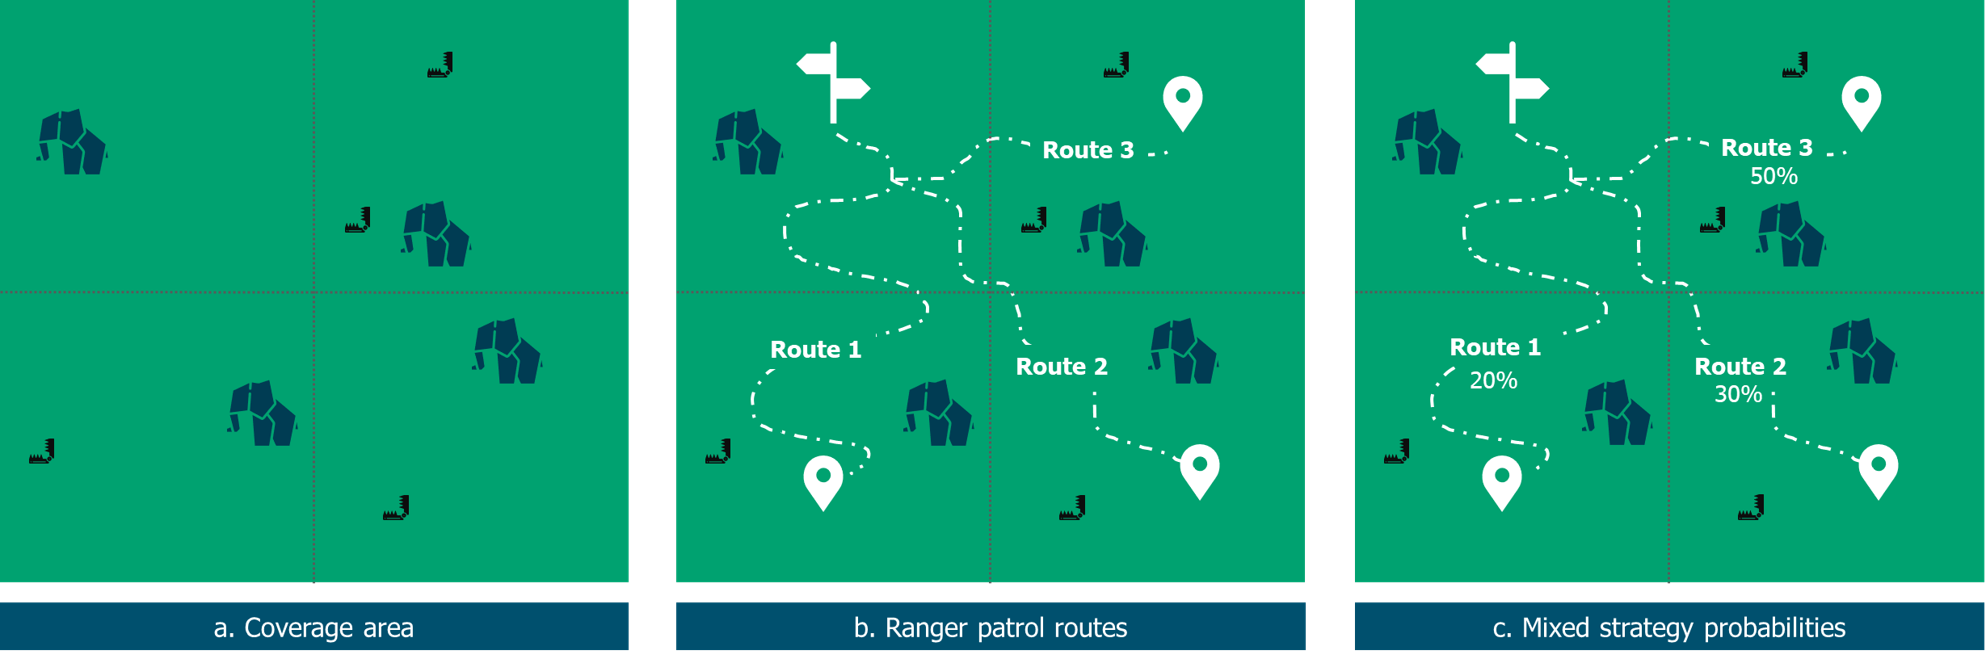 Route 3
Route 1
Route 2
Route 3
50%
Route 1
20%
Route 2
30%
a. Coverage area
b. Ranger patrol routes
c. Mixed strategy probabilities